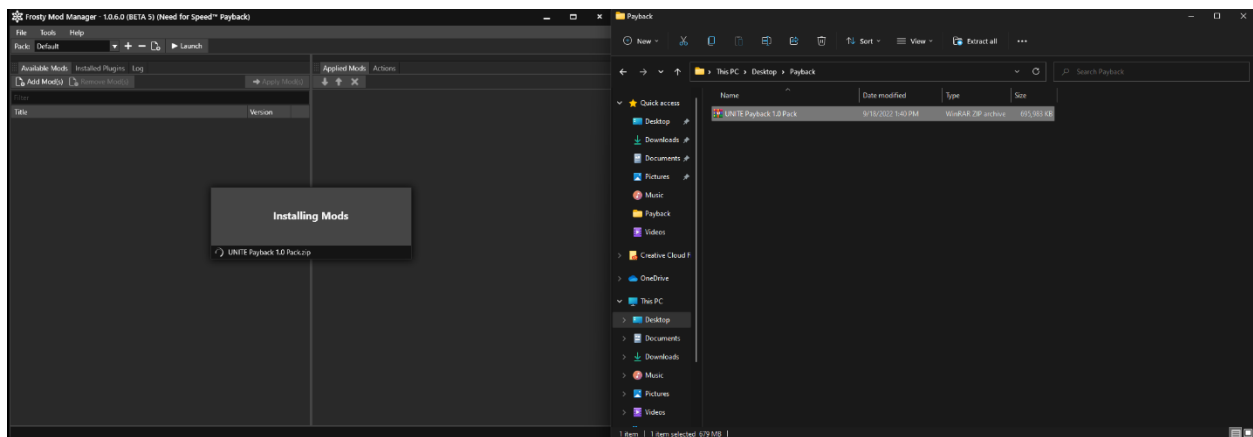 Frosty Mod Manager - 1.0.6.0 (BETA 5) (Need for Speed™ Payback)
File Tools Help
Pack: Default Launch
Available Mods Installed Plugins Log
Add Mod(s) Remove Mod(s) Apply Mod(s)
Filter
Title Version
Applied Mods Actions
Installing Mods
UNITE Payback 1.0 Pack.zip
Payback
New Sort View Extract all
This PC Desktop Payback
Search Payback
Name Date modified Type Size
UNITE Payback 1.0 Pack 9/18/2022 1:40 PM WinRAR ZIP archive KB
Quick access
Desktop
Downloads
Documents
Pictures
Music
Payback
Videos
Creative Cloud F
OneDrive
This PC
Desktop
Documents
Downloads
Music
Pictures
Videos
1 item 1 item selected 679 MB